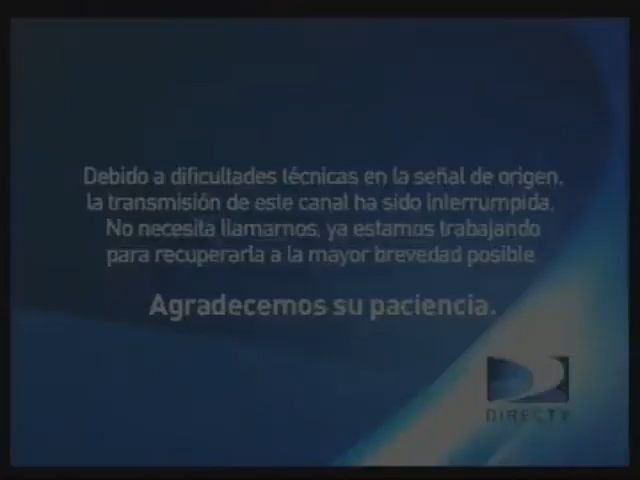 Debido a dificultades técnicas en la señal de origen,
la transmisión de este canal ha sido interrumpida.
No necesita llamarnos, ya estamos trabajando
para recuperarla a la mayor brevedad posible
Agradecemos su paciencia.
DIRECTV